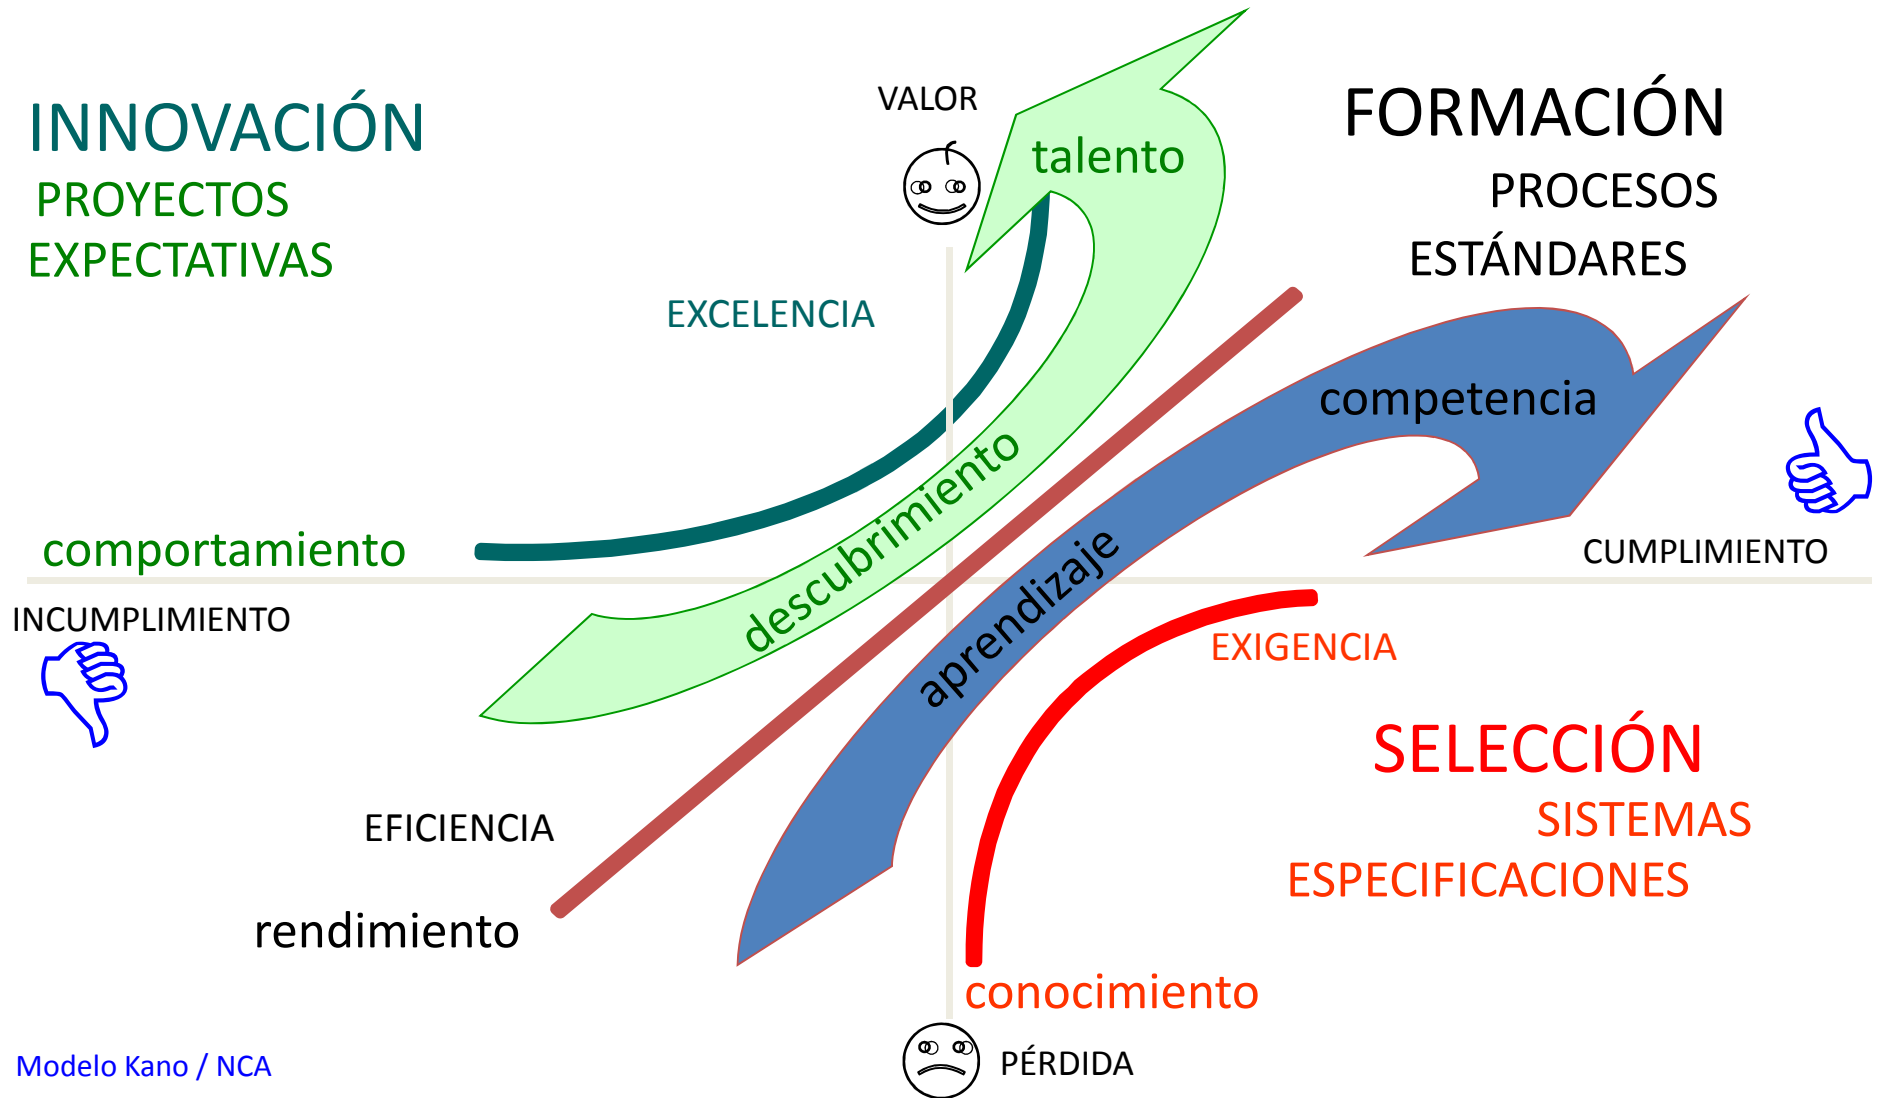 VALOR
INNOVACIÓN
PROYECTOS
EXPECTATIVAS
FORMACIÓN
PROCESOS
ESTÁNDARES
talento
EXCELENCIA
competencia
descubrimiento
comportamiento
CUMPLIMIENTO
INCUMPLIMIENTO
aprendizaje
EXIGENCIA
SELECCIÓN
SISTEMAS
ESPECIFICACIONES
EFICIENCIA
rendimiento
conocimiento
PÉRDIDA
Modelo Kano / NCA